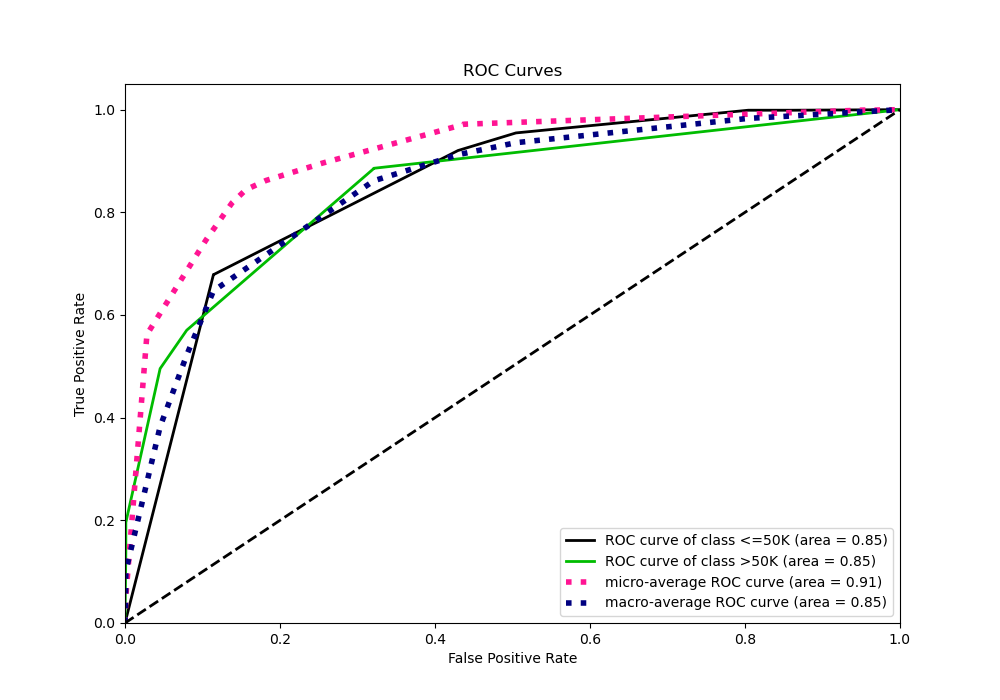 ROC Curves
True Positive Rate
1.0
0.8
0.6
0.4
0.2
0.0
0.0 0.2 0.4 0.6 0.8 1.0
False Positive Rate
ROC curve of class <=50K (area = 0.85)
ROC curve of class >50K (area = 0.85)
micro-average ROC curve (area = 0.91)
macro-average ROC curve (area = 0.85)